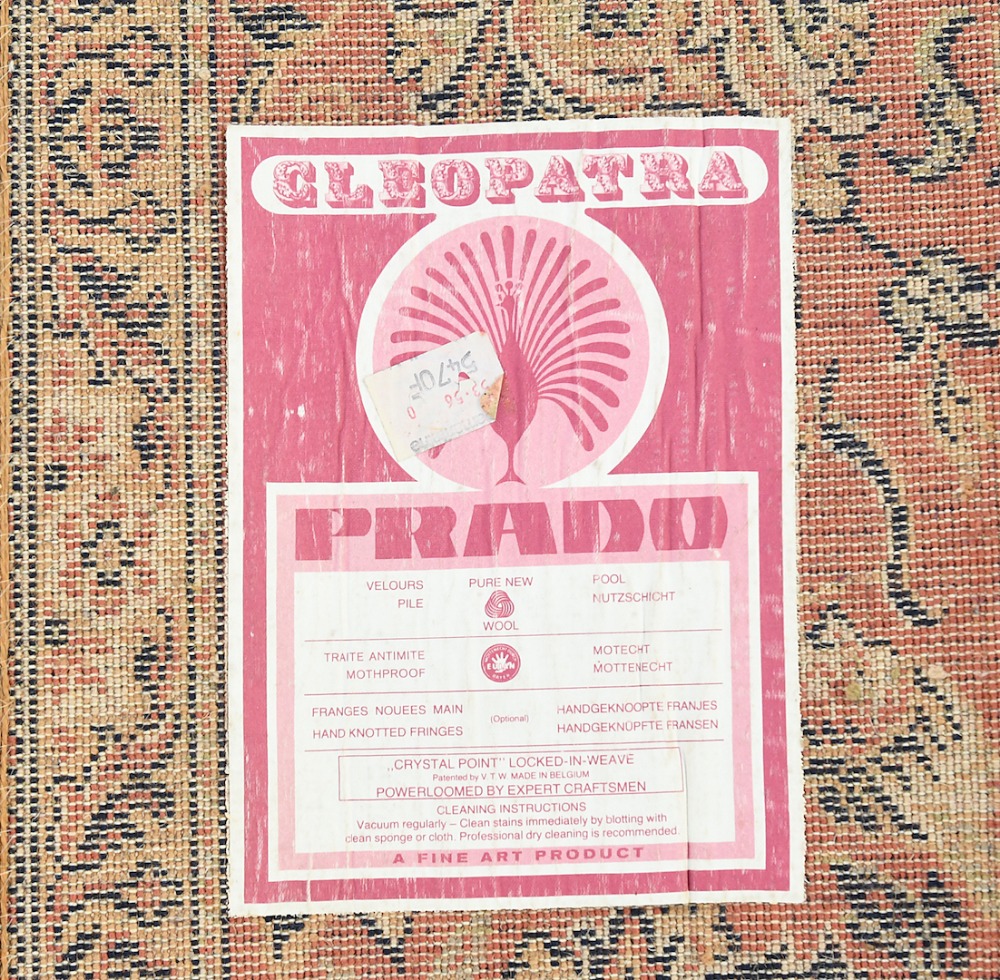 CLEOPATRA
5470F
PRADO
VELOURS PURE NEW POOL
PILE NUTZSCHICHT
WOOL
TRAITE ANTIMITE MOTECHT
MOTHPROOF MOTTENECHT
FRANGES NOUEES MAIN (Optional) HANDGEKNOOPTE FRANJES
HAND KNOTTED FRINGES HANDGEKNÜPFTE FRANSEN
,,CRYSTAL POINT'' LOCKED-IN-WEAVE
Patented by V.T.W. MADE IN BELGIUM
POWERLOOMED BY EXPERT CRAFTSMEN
CLEANING INSTRUCTIONS
Vacuum regularly – Clean stains immediately by blotting with
clean sponge or cloth. Professional dry cleaning is recommended.
A FINE ART PRODUCT